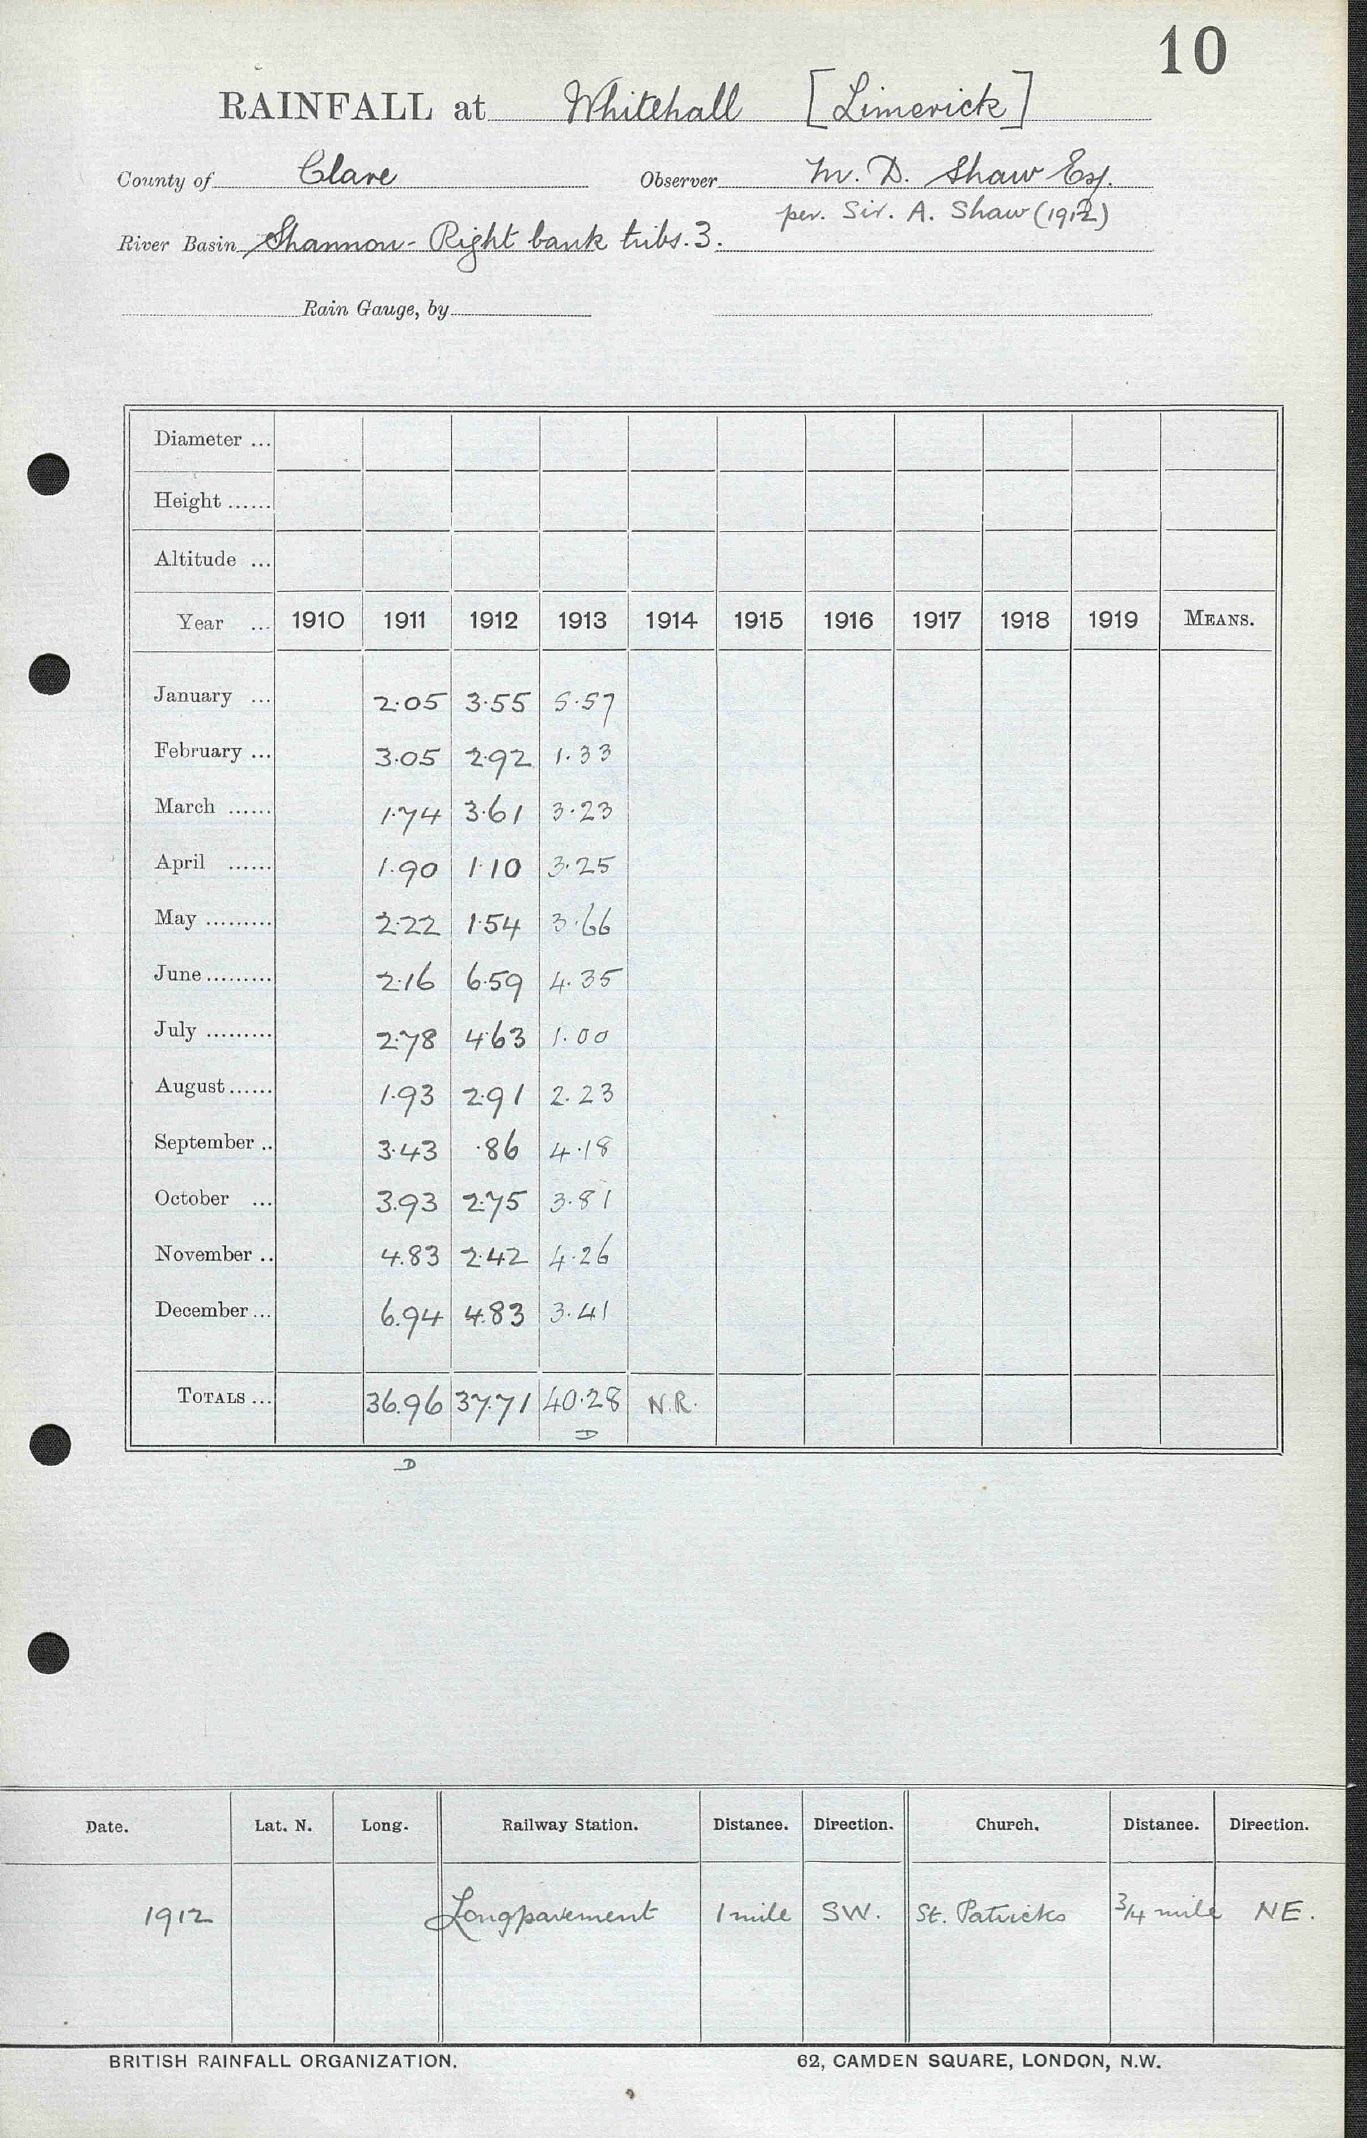 10
RAINFALL at Whitehall [Limerick]
County of Clare Observer M. D. Shaw Esq.
per. Sir. A. Shaw (1912)
River Basin Shannon - Right bank tribs. 3.
Rain Gauge, by
Diameter ...
Height ......
Altitude ...
Year ... 1910 1911 1912 1913 1914 1915 1916 1917 1918 1919 MEANS.
January ... 2.05 3.55 5.57
February ... 3.05 2.92 1.33
March ...... 1.74 3.61 3.23
April ...... 1.90 1.10 3.25
May ......... 2.22 1.54 3.66
June ......... 2.16 6.59 4.35
July ......... 2.78 4.63 1.00
August ...... 1.93 2.91 2.23
September .. 3.43 .86 4.18
October ... 3.93 2.75 3.81
November .. 4.83 2.42 4.26
December ... 6.94 4.83 3.41
TOTALS ... 36.96 37.71 40.28 N.R.
D
D
Date. Lat. N. Long. Railway Station. Distance. Direction. Church. Distance. Direction.
1912 Longpavement 1 mile SW. St. Patricks 3/4 mile NE.
BRITISH RAINFALL ORGANIZATION. 62, CAMDEN SQUARE, LONDON, N.W.